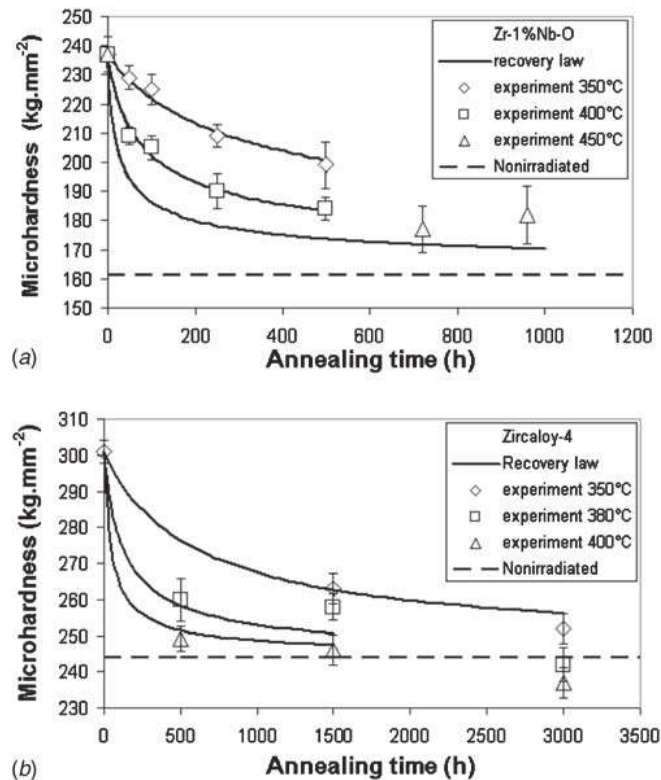 260
250
240
230
220
210
200
190
180
170
160
150
Microhardness (kg.mm-2)
Zr-1%Nb-O
recovery law
experiment 350°C
experiment 400°C
experiment 450°C
Nonirradiated
0 200 400 600 800 1000 1200
(a) Annealing time (h)
310
300
290
280
270
260
250
240
230
Microhardness (kg.mm-2)
Zircaloy-4
Recovery law
experiment 350°C
experiment 380°C
experiment 400°C
Nonirradiated
0 500 1000 1500 2000 2500 3000 3500
(b) Annealing time (h)